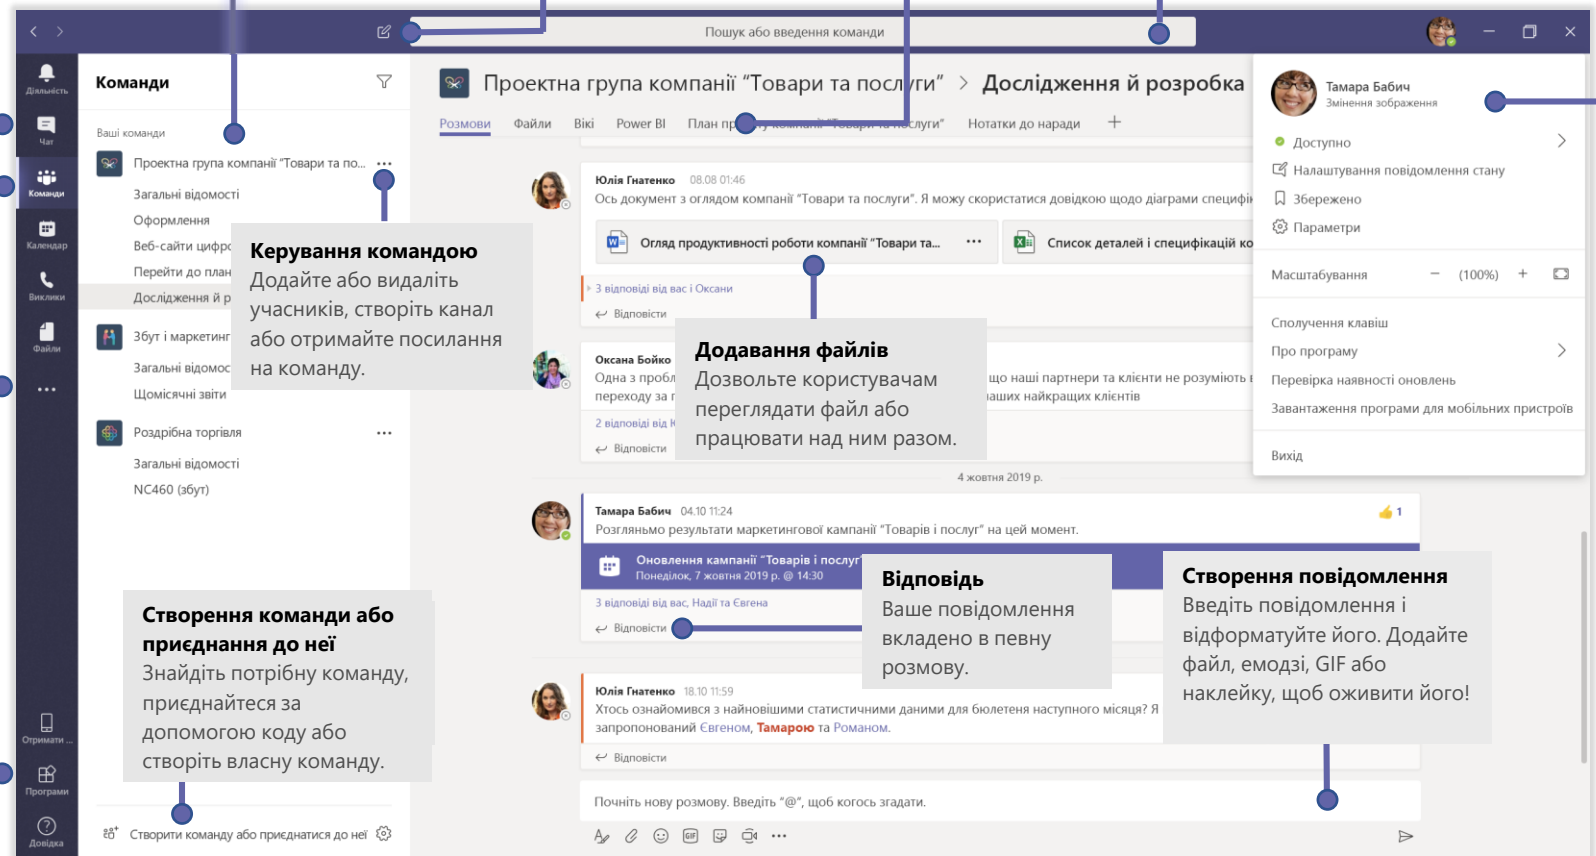 Пошук або введення команди
Діяльність
Чат
Команди
Календар
Виклики
Файли
Отримати ...
Програми
Довідка
Команди
Ваші команди
Проектна група компанії "Товари та по...
Загальні відомості
Оформлення
Веб-сайти цифро
Перейти до план
Дослідження й р
Збут і маркетинг
Загальні відомос
Щомісячні звіти
Роздрібна торгівля
Загальні відомості
NC460 (збут)
Створити команду або приєднатися до неї
Керування командою
Додайте або видаліть
учасників, створіть канал
або отримайте посилання
на команду.
Створення команди або
приєднання до неї
Знайдіть потрібну команду,
приєднайтеся за
допомогою коду або
створіть власну команду.
Проектна група компанії "Товари та послуги" > Дослідження й розробка
Розмови Файли Вікі Power BI План проекту компанії "Товари та послуги" Нотатки до наради
Юлія Гнатенко 08.08 01:46
Ось документ з оглядом компанії "Товари та послуги". Я можу скористатися довідкою щодо діаграми специфік
Огляд продуктивності роботи компанії "Товари та... ...
Список деталей і специфікацій ко
3 відповіді від вас і Оксани
Відповісти
Додавання файлів
Дозвольте користувачам
переглядати файл або
працювати над ним разом.
Оксана Бойко
Одна з пробл що наші партнери та клієнти не розуміють
переходу за наших найкращих клієнтів
2 відповіді від
Відповісти
4 жовтня 2019 р.
Тамара Бабич 04.10 11:24
1
Розгляньмо результати маркетингової кампанії "Товарів і послуг" на цей момент.
Оновлення кампанії "Товарів і послуг
Понеділок, 7 жовтня 2019 р. @ 14:30
3 відповіді від вас, Надії та Євгена
Відповісти
Відповідь
Ваше повідомлення
вкладено в певну
розмову.
Юлія Гнатенко 18.10 11:59
Хтось ознайомився з найновішими статистичними даними для бюлетеня наступного місяця? Я
запропонований Євгеном, Тамарою та Романом.
Відповісти
Створення повідомлення
Введіть повідомлення і
відформатуйте його. Додайте
файл, емодзі, GIF або
наклейку, щоб оживити його!
Почніть нову розмову. Введіть "@", щоб когось згадати.
GIF
Тамара Бабич
Змінення зображення
Доступно
Налаштування повідомлення стану
Збережено
Параметри
Масштабування − (100%) +
Сполучення клавіш
Про програму
Перевірка наявності оновлень
Завантаження програми для мобільних пристроїв
Вихід